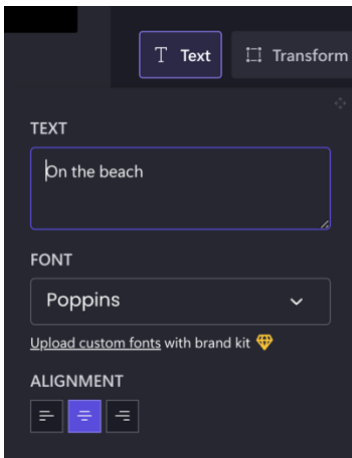 Text Transform
TEXT
On the beach
FONT
Poppins
Upload custom fonts with brand kit
ALIGNMENT